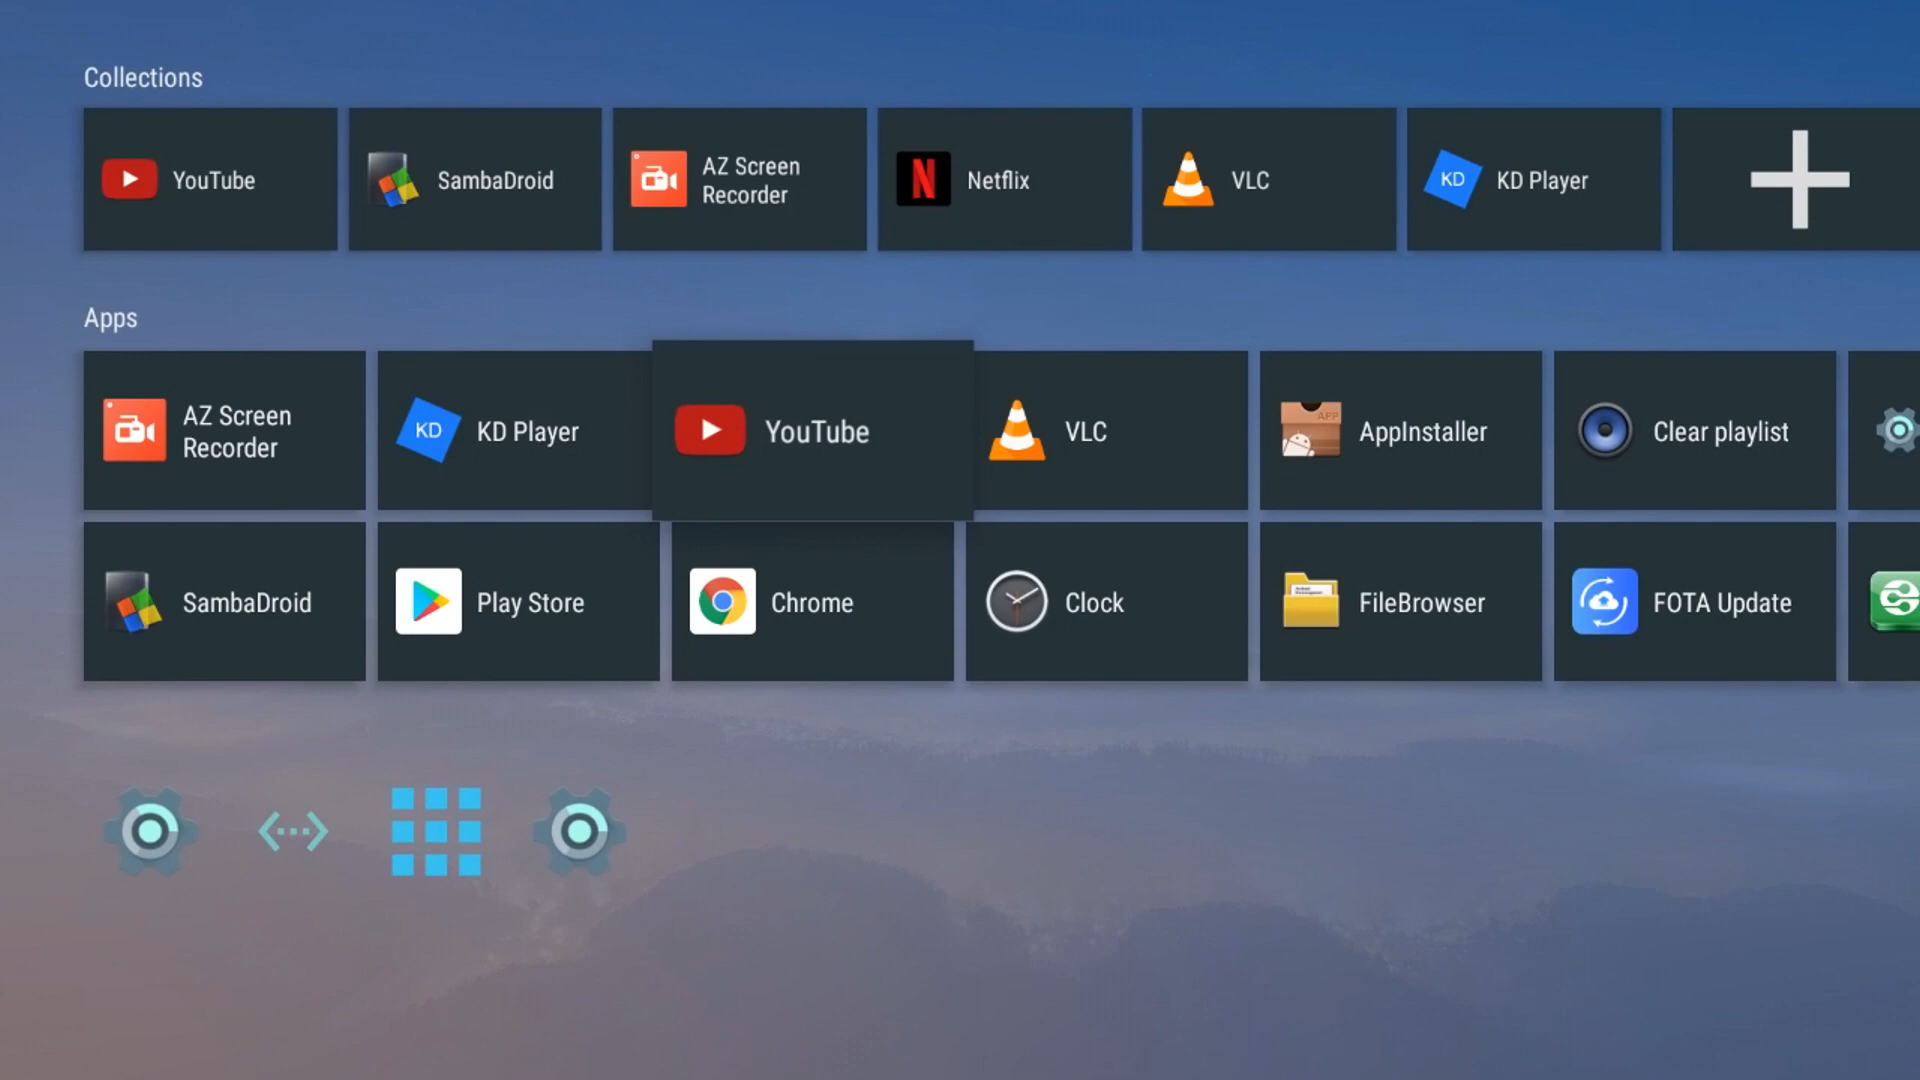 Collections
YouTube
SambaDroid
AZ Screen
Recorder
Netflix
VLC
KD
KD Player
Apps
AZ Screen
Recorder
KD
KD Player
YouTube
VLC
APP
AppInstaller
Clear playlist
SambaDroid
Play Store
Chrome
Clock
FileBrowser
FOTA Update